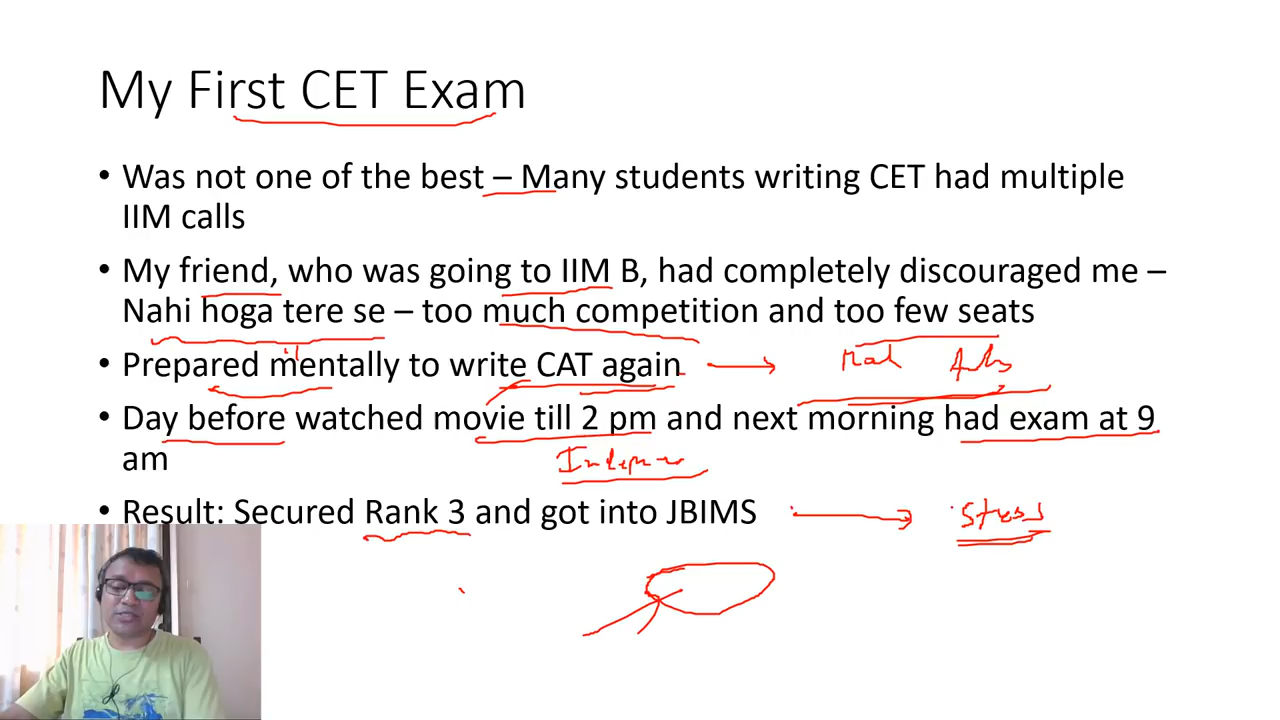 My First CET Exam
• Was not one of the best – Many students writing CET had multiple
IIM calls
• My friend, who was going to IIM B, had completely discouraged me –
Nahi hoga tere se – too much competition and too few seats
• Prepared mentally to write CAT again
• Day before watched movie till 2 pm and next morning had exam at 9
am
• Result: Secured Rank 3 and got into JBIMS
Stress